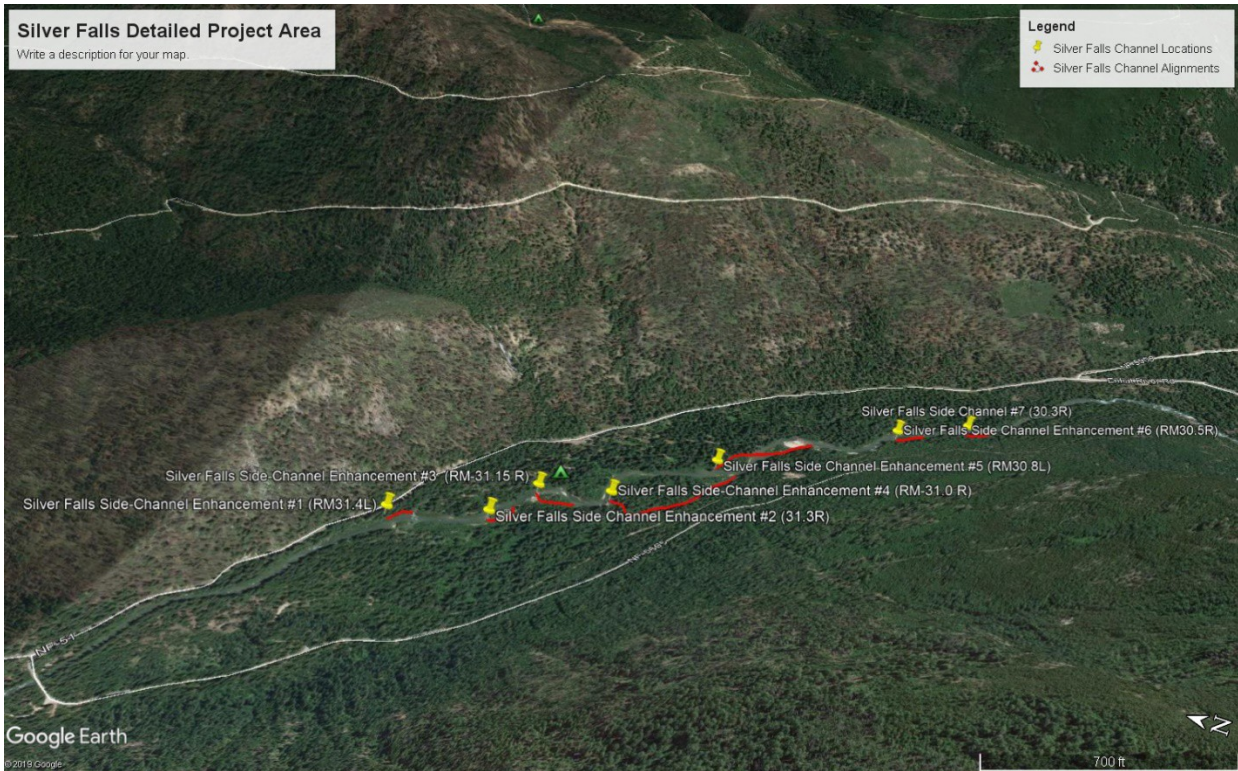 Silver Falls Detailed Project Area
Write a description for your map.
Legend
Silver Falls Channel Locations
Silver Falls Channel Alignments
Silver Falls Side Channel #7 (30.3R)
Silver Falls Side Channel Enhancement #6 (RM30.5R)
Silver Falls Side Channel Enhancement #5 (RM30.8L)
Silver Falls Side-Channel Enhancement #3 (RM-31.15 R)
Silver Falls Side-Channel Enhancement #4 (RM-31.0 R)
Silver Falls Side-Channel Enhancement #1 (RM31.4L)
Silver Falls Side Channel Enhancement #2 (31.3R)
NF-51
Google Earth
©2019 Google
N
700 ft